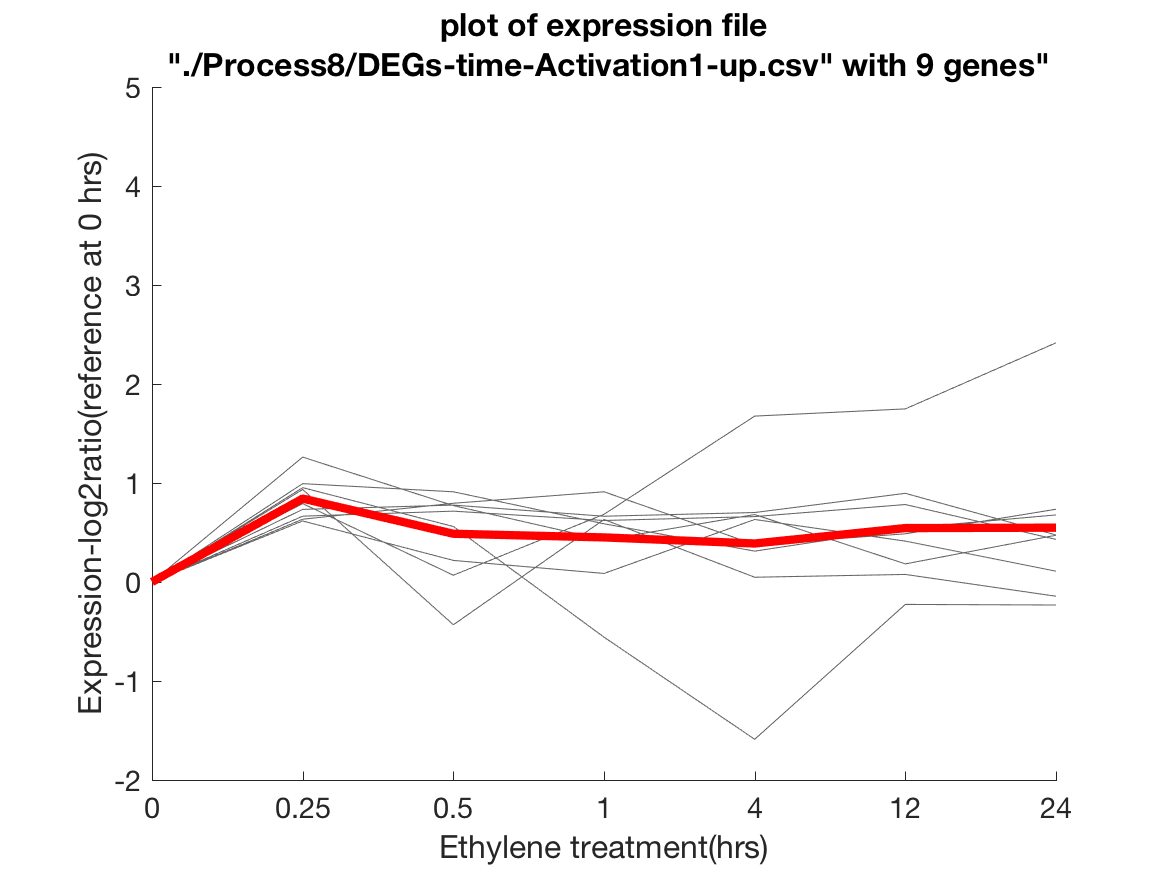 plot of expression file
"./Process8/DEGs-time-Activation1-up.csv" with 9 genes"
Expression-log2ratio(reference at 0 hrs)
5
4
3
2
1
0
-1
-2
0 0.25 0.5 1 4 12 24
Ethylene treatment(hrs)